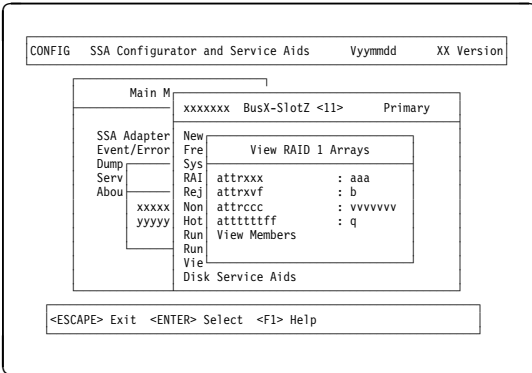 CONFIG SSA Configurator and Service Aids Vyymmdd XX Version
Main M
xxxxxxx BusX-SlotZ <11> Primary
SSA Adapter New
Event/Error Fre View RAID 1 Arrays
Dump Sys
Serv RAI attrxxx : aaa
Abou Rej attrxvf : b
xxxxx Non attrccc : vvvvvvv
yyyyy Hot attttttff : q
Run View Members
Run
Vie
Disk Service Aids
<ESCAPE> Exit <ENTER> Select <F1> Help